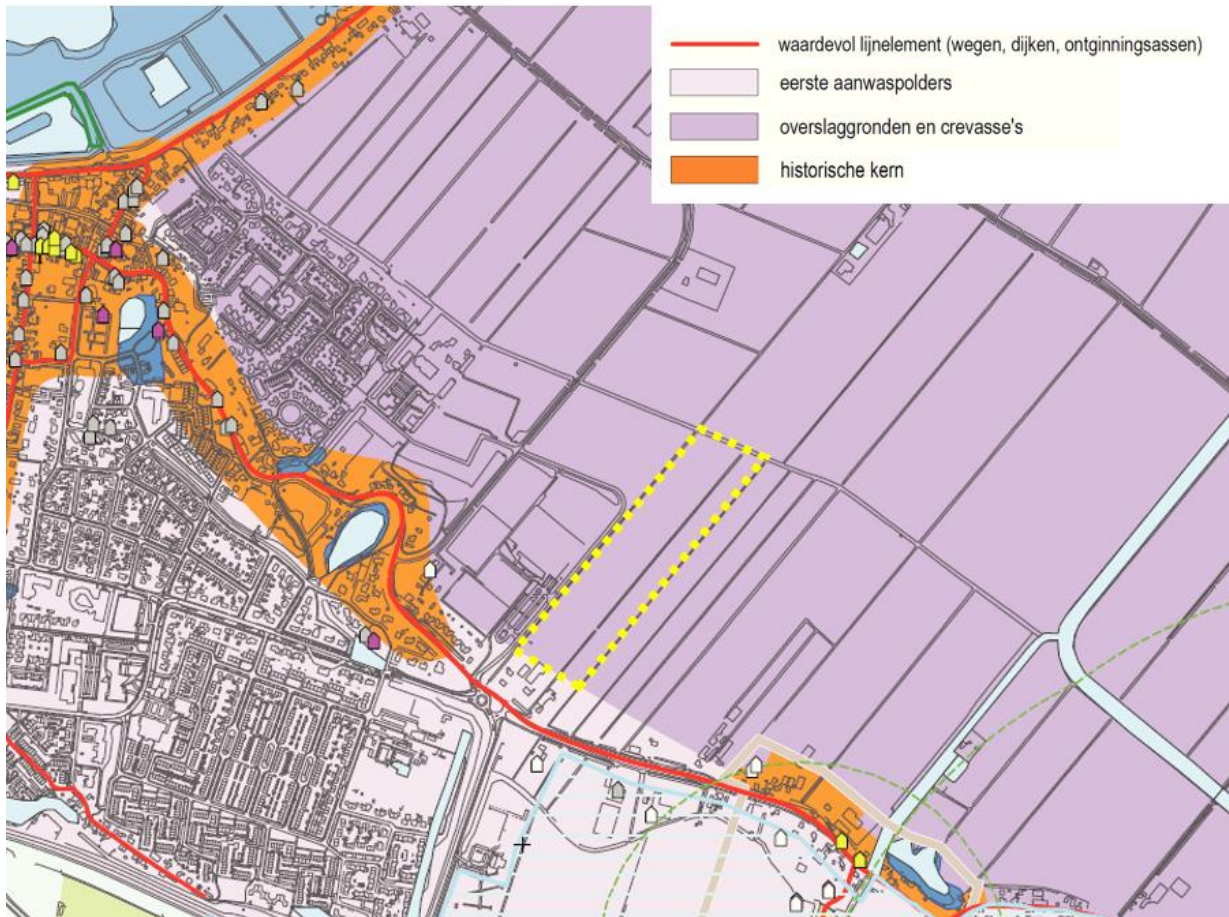 waardevol lijnelement (wegen, dijken, ontginningsassen)
eerste aanwaspolders
overslaggronden en crevasse's
historische kern